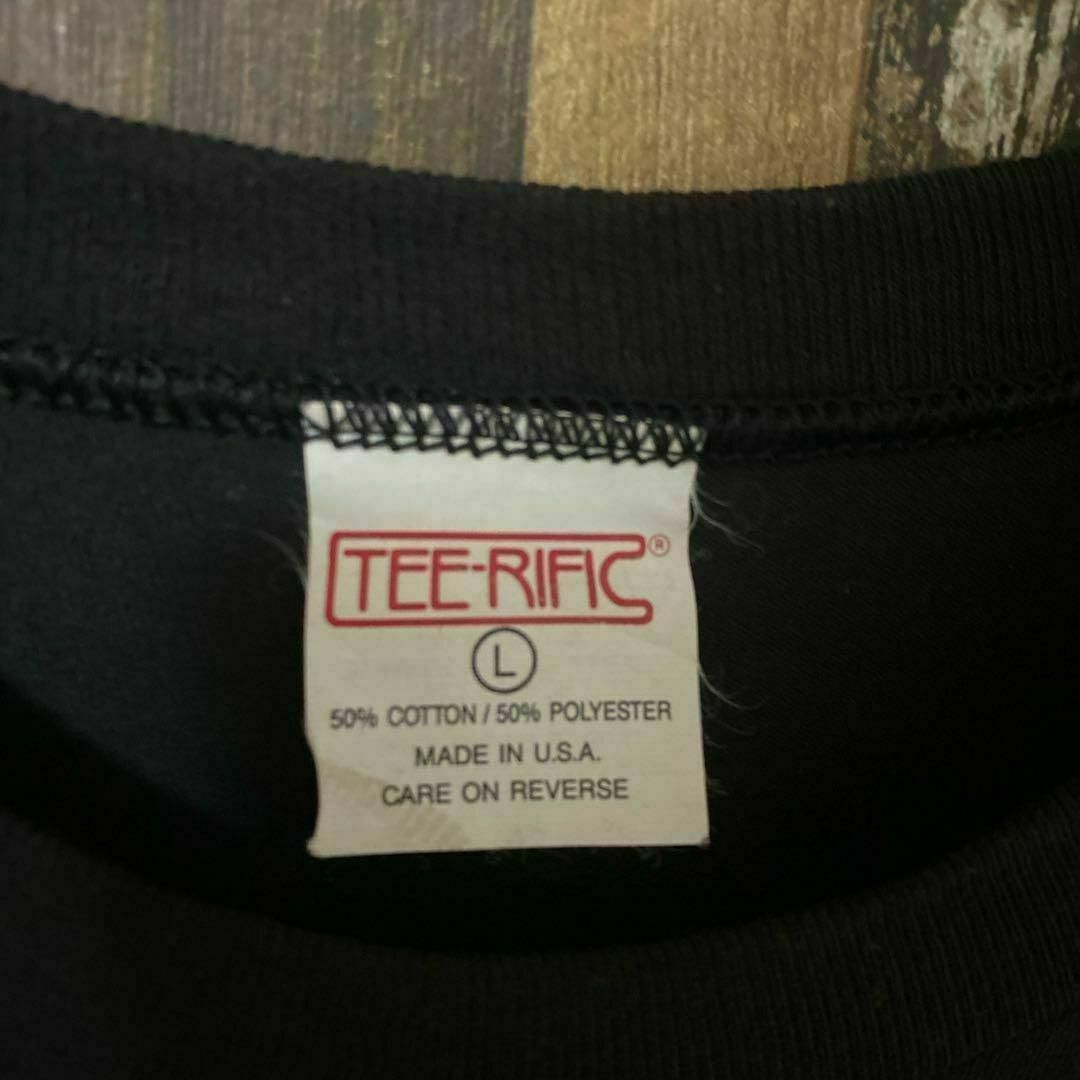 TEE-RIFIC®
L
50% COTTON / 50% POLYESTER
MADE IN U.S.A.
CARE ON REVERSE